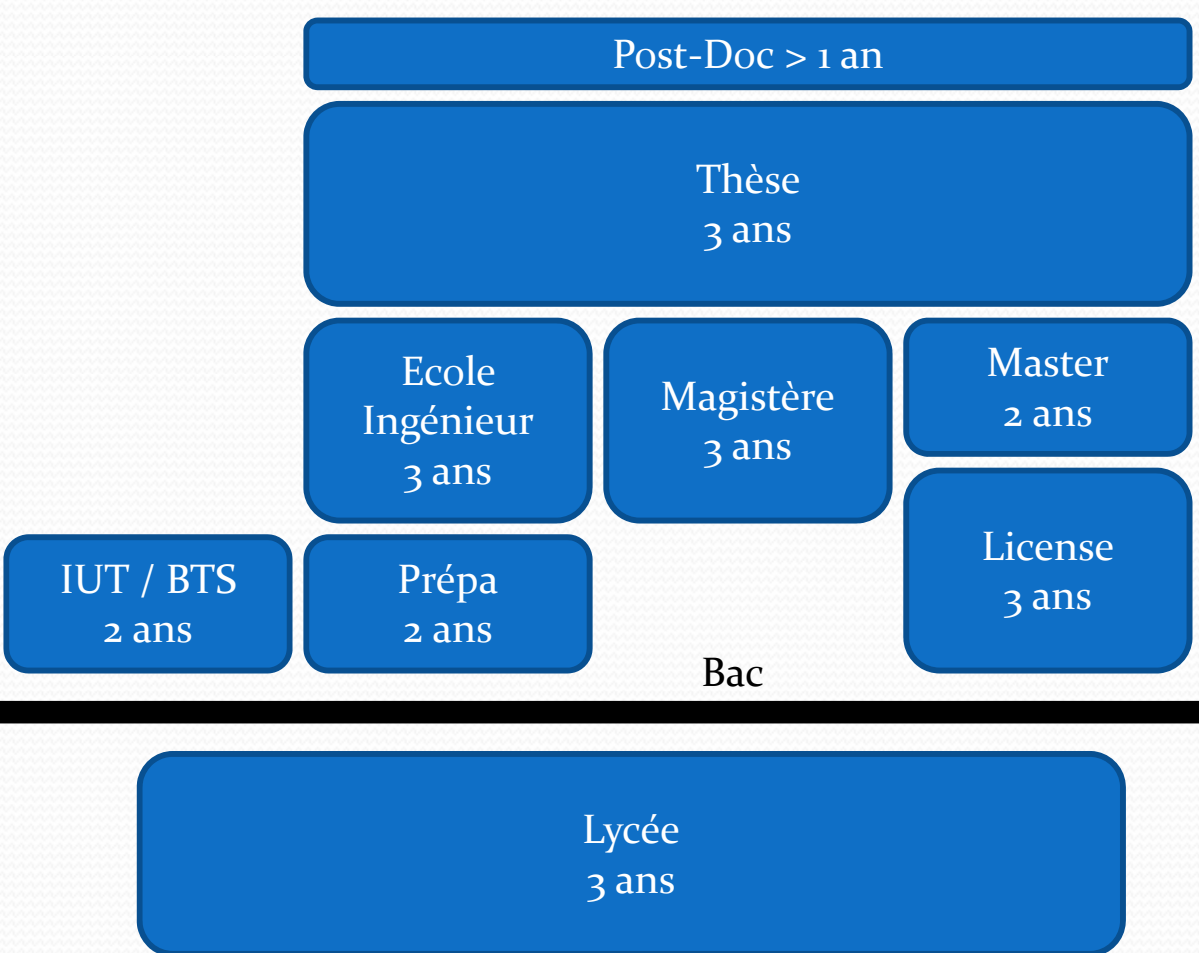 Post-Doc > 1 an
Thèse
3 ans
Ecole
Ingénieur
3 ans
Magistère
3 ans
Master
2 ans
License
3 ans
IUT / BTS
2 ans
Prépa
2 ans
Bac
Lycée
3 ans